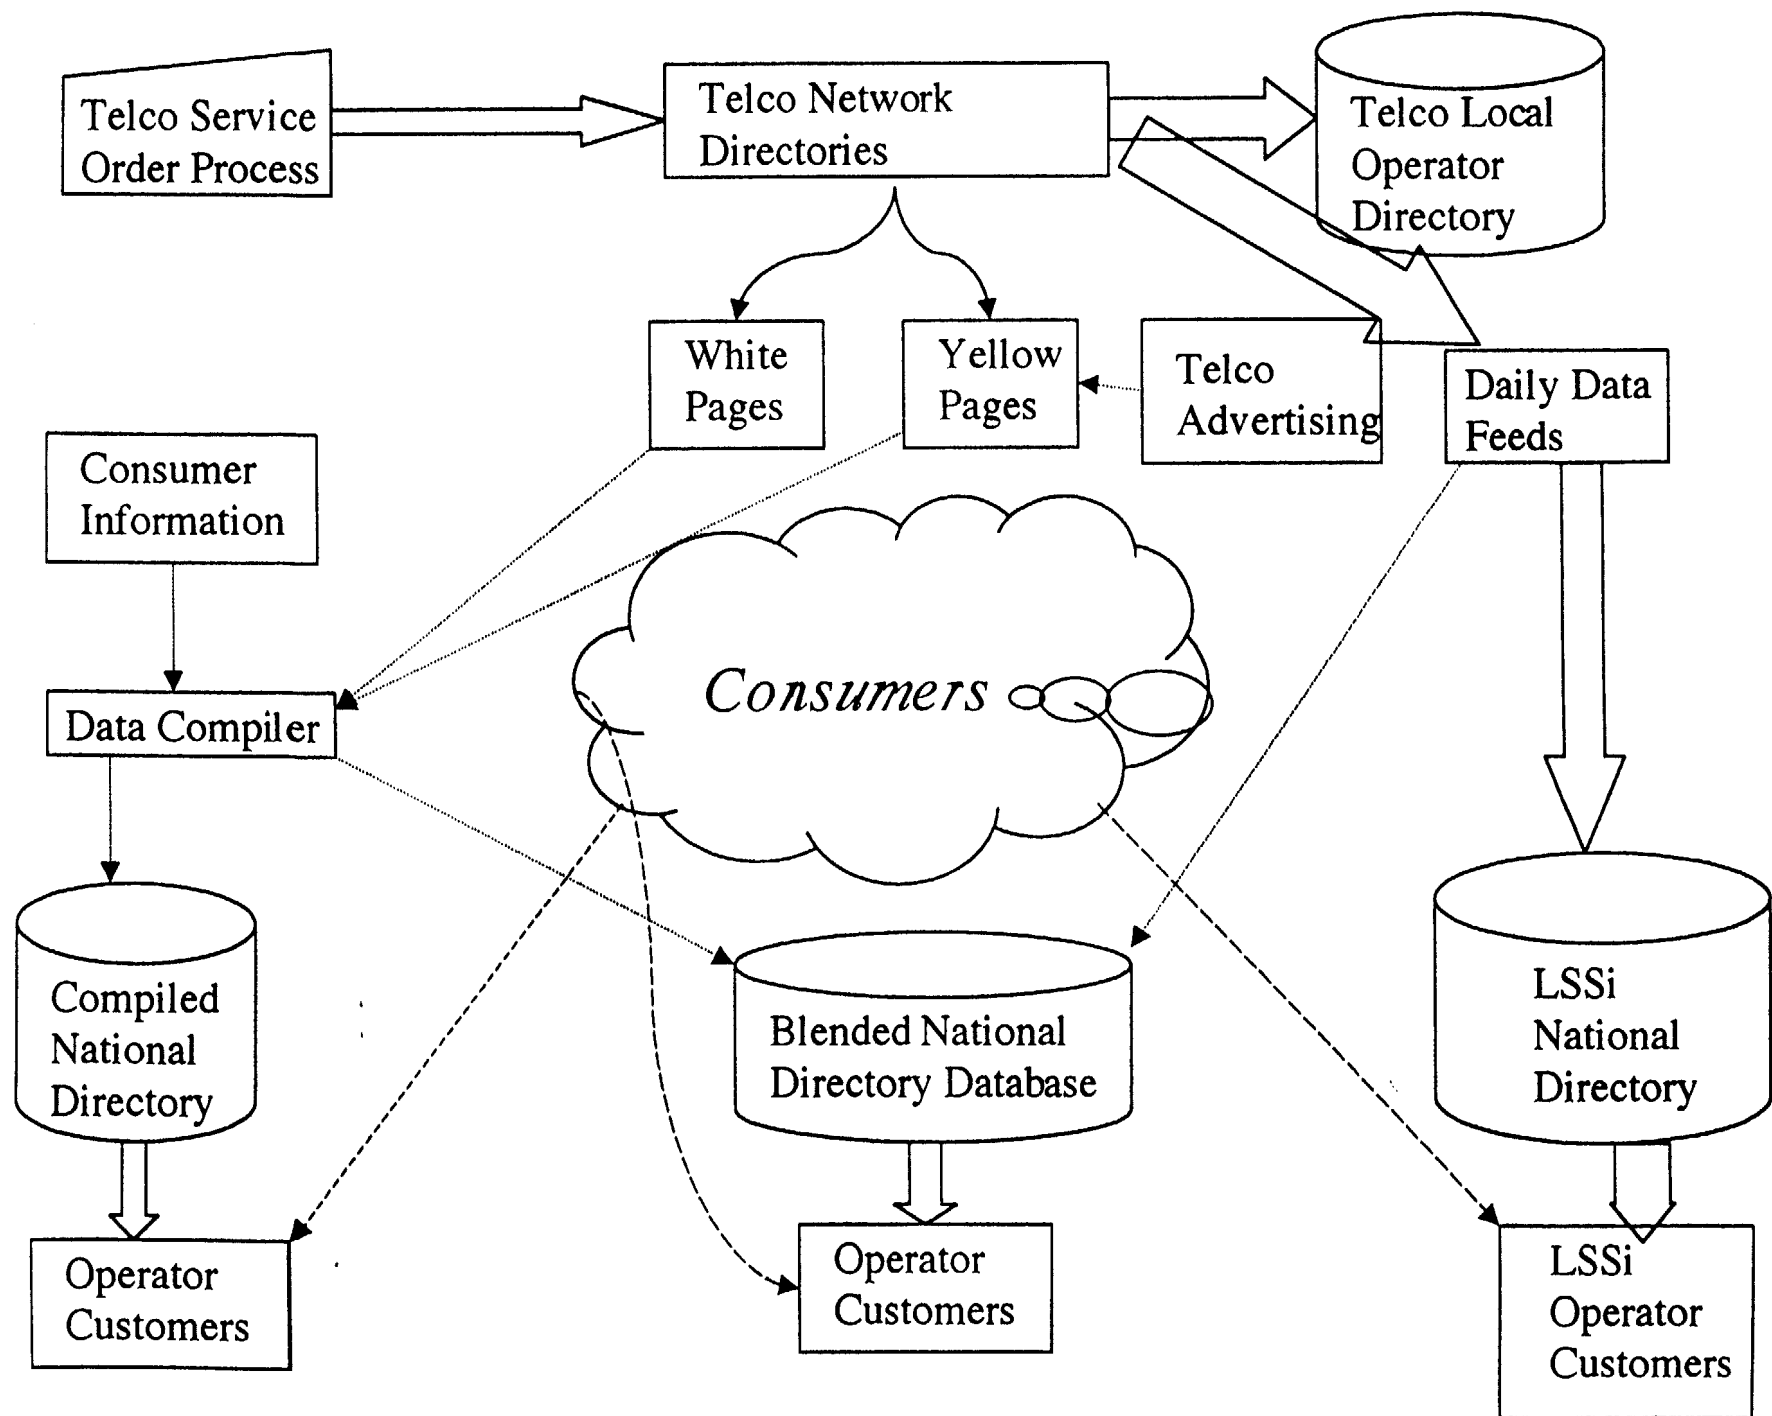 Telco Service
Order Process
Telco Network
Directories
Telco Local
Operator
Directory
White
Pages
Yellow
Pages
Telco
Advertising
Daily Data
Feeds
Consumer
Information
Consumers
Data Compiler
Compiled
National
Directory
Blended National
Directory Database
LSSi
National
Directory
Operator
Customers
Operator
Customers
LSSi
Operator
Customers